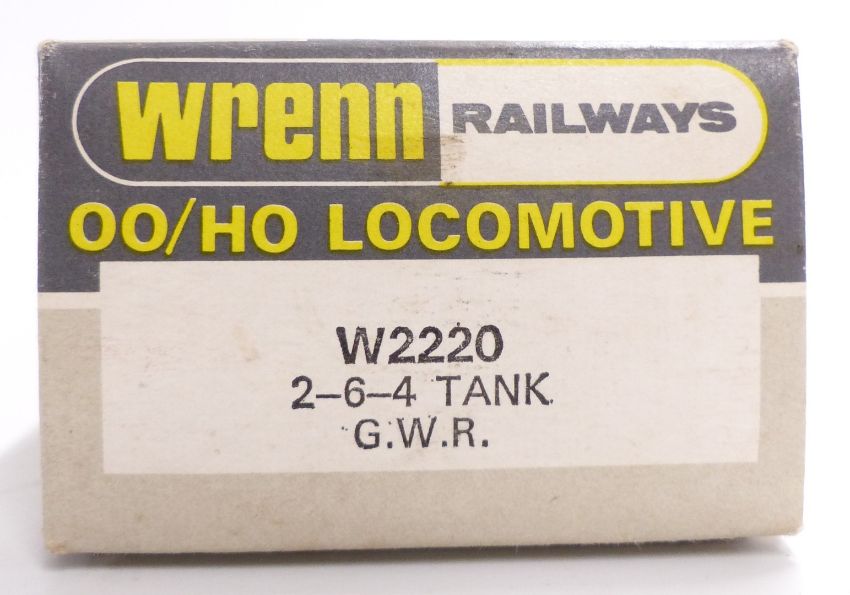 wrenn RAILWAYS
OO/HO LOCOMOTIVE
W2220
2-6-4 TANK
G.W.R.